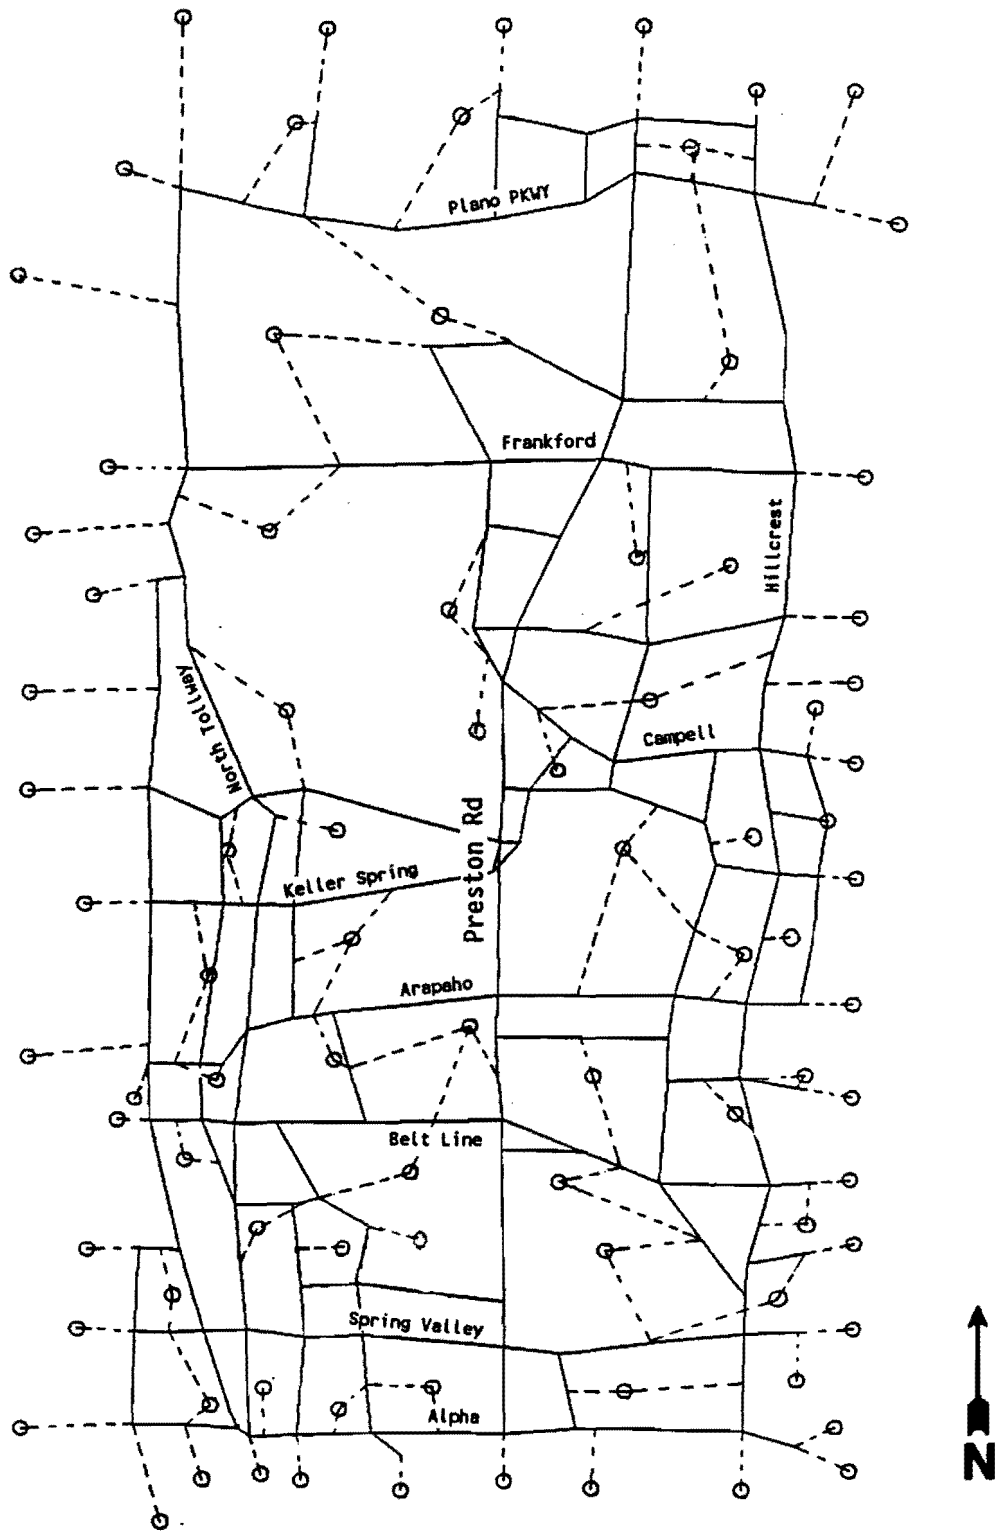 Plano PKWY
Frankford
Hillcrest
North Tollway
Campell
Preston Rd
Keller Spring
Arapaho
Belt Line
Spring Valley
Alpha
N